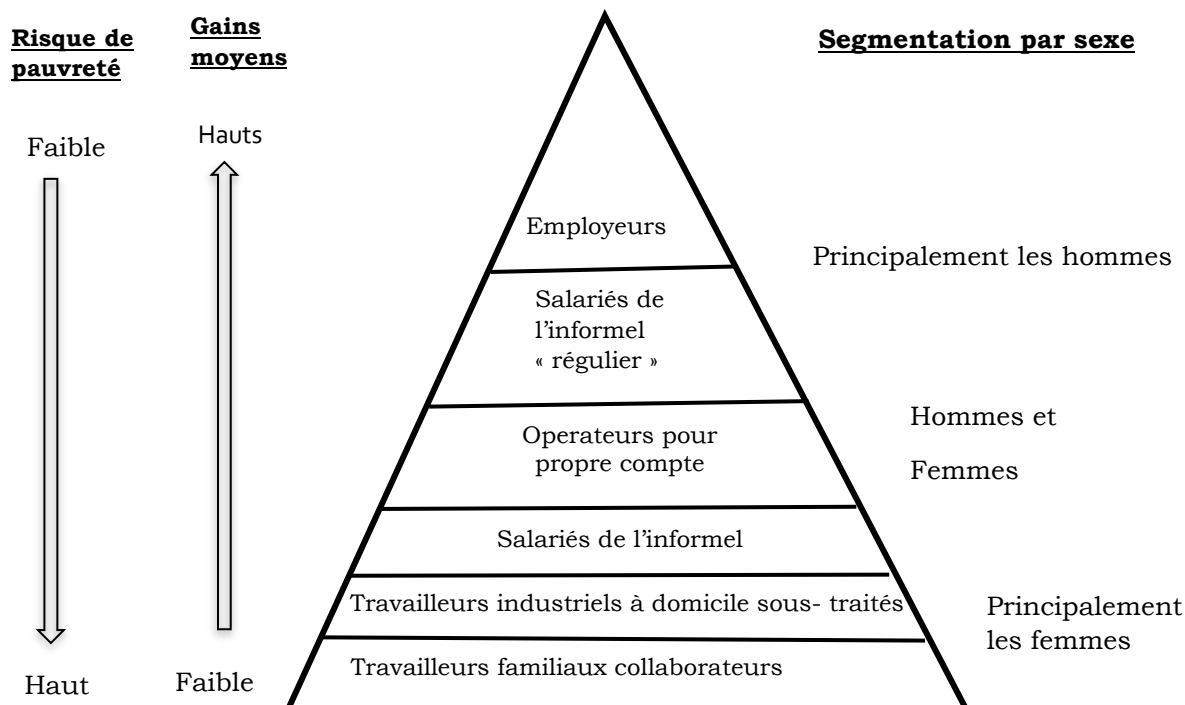 Risque de
pauvreté
Gains
moyens
Segmentation par sexe
Faible
Hauts
Employeurs
Principalement les hommes
Salariés de
l’informel
« régulier »
Hommes et
Femmes
Operateurs pour
propre compte
Salariés de l’informel
Travailleurs industriels à domicile sous- traités
Principalement
les femmes
Travailleurs familiaux collaborateurs
Haut
Faible